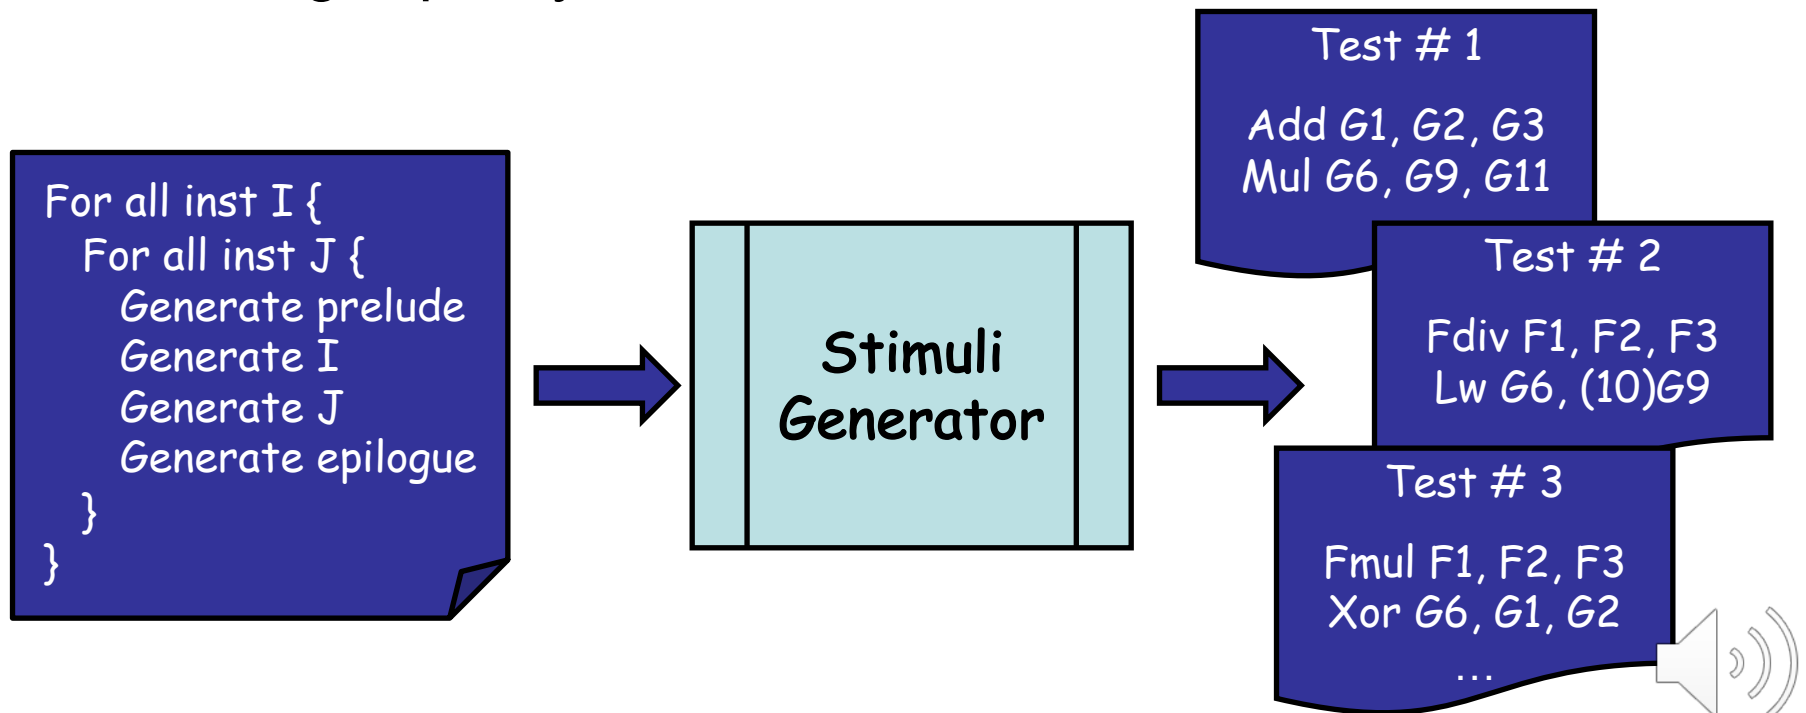 For all inst I {
For all inst J {
Generate prelude
Generate I
Generate J
Generate epilogue
}
}
Stimuli
Generator
Test # 1
Add G1, G2, G3
Mul G6, G9, G11
Test # 2
Fdiv F1, F2, F3
Lw G6, (10)G9
Test # 3
Fmul F1, F2, F3
Xor G6, G1, G2
…